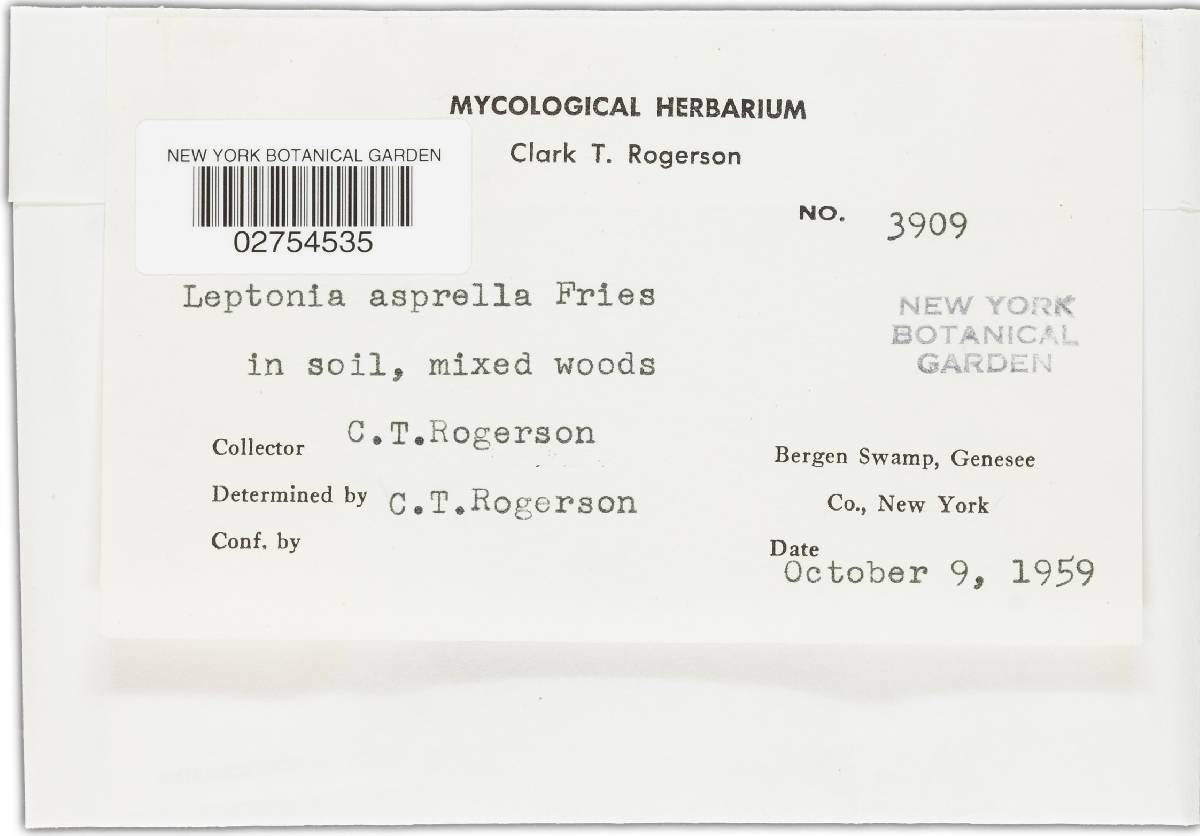 MYCOLOGICAL HERBARIUM
Clark T. Rogerson
NEW YORK BOTANICAL GARDEN
02754535
NO. 3909
Leptonia asprella Fries
in soil, mixed woods
NEW YORK
BOTANICAL
GARDEN
Collector C.T.Rogerson
Determined by C.T.Rogerson
Conf. by
Bergen Swamp, Genesee
Co., New York
Date October 9, 1959